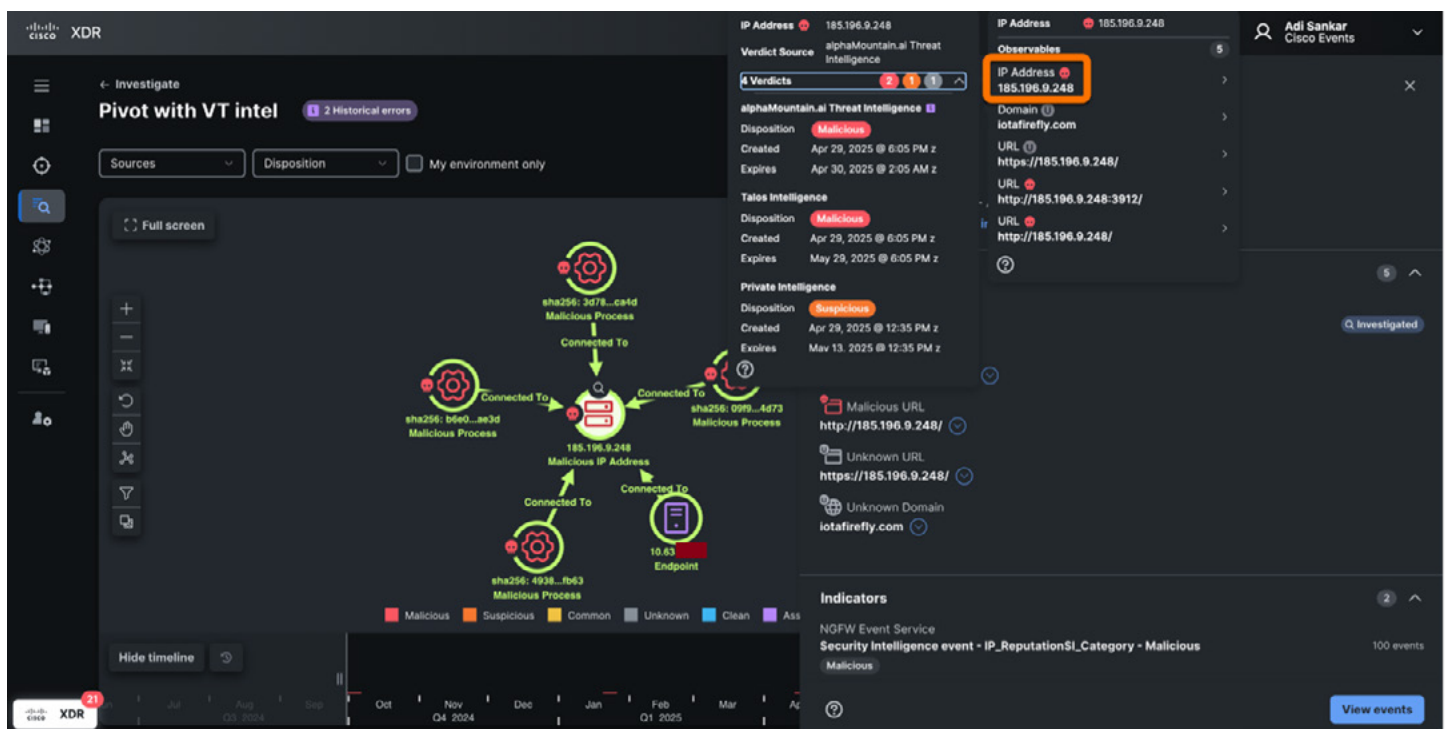 cisco XDR
Adi Sankar
Cisco Events
← Investigate
Pivot with VT intel
2 Historical errors
Sources
Disposition
My environment only
Full screen
sha256: 3d78...ca4d
Malicious Process
Connected To
sha256: b6e0...ae3d
Malicious Process
Connected To
Connected To
sha256: 09f9...4d73
Malicious Process
185.196.9.248
Malicious IP Address
Connected To
Connected To
sha256: 4938...fb63
Malicious Process
10.63
Endpoint
Malicious
Suspicious
Common
Unknown
Clean
Ass
Hide timeline
Jul
Aug
Sep
Oct
Nov
Dec
Jan
Feb
Mar
Q3 2024
Q4 2024
Q1 2025
cisco XDR
21
IP Address 185.196.9.248
Verdict Source alphaMountain.ai Threat
Intelligence
4 Verdicts 2 1 1
alphaMountain.ai Threat Intelligence
Disposition Malicious
Created Apr 29, 2025 @ 6:05 PM z
Expires Apr 30, 2025 @ 2:05 AM z
Talos Intelligence
Disposition Malicious
Created Apr 29, 2025 @ 6:05 PM z
Expires May 29, 2025 @ 6:05 PM z
Private Intelligence
Disposition Suspicious
Created Apr 29, 2025 @ 12:35 PM z
Expires May 13, 2025 @ 12:35 PM z
IP Address 185.196.9.248
Observables 5
IP Address
185.196.9.248
Domain
iotafirefly.com
URL
https://185.196.9.248/
URL
http://185.196.9.248:3912/
URL
http://185.196.9.248/
5
Investigated
Malicious URL
http://185.196.9.248/
Unknown URL
https://185.196.9.248/
Unknown Domain
iotafirefly.com
Indicators 2
NGFW Event Service
Security Intelligence event - IP_ReputationSI_Category - Malicious 100 events
Malicious
View events